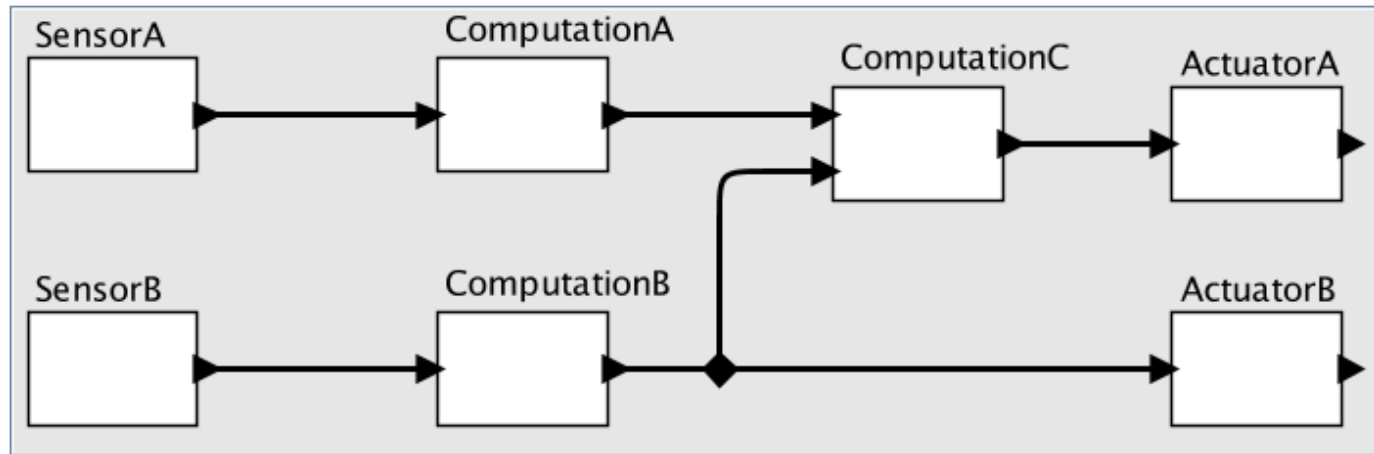 SensorA
ComputationA
ComputationC
ActuatorA
SensorB
ComputationB
ActuatorB